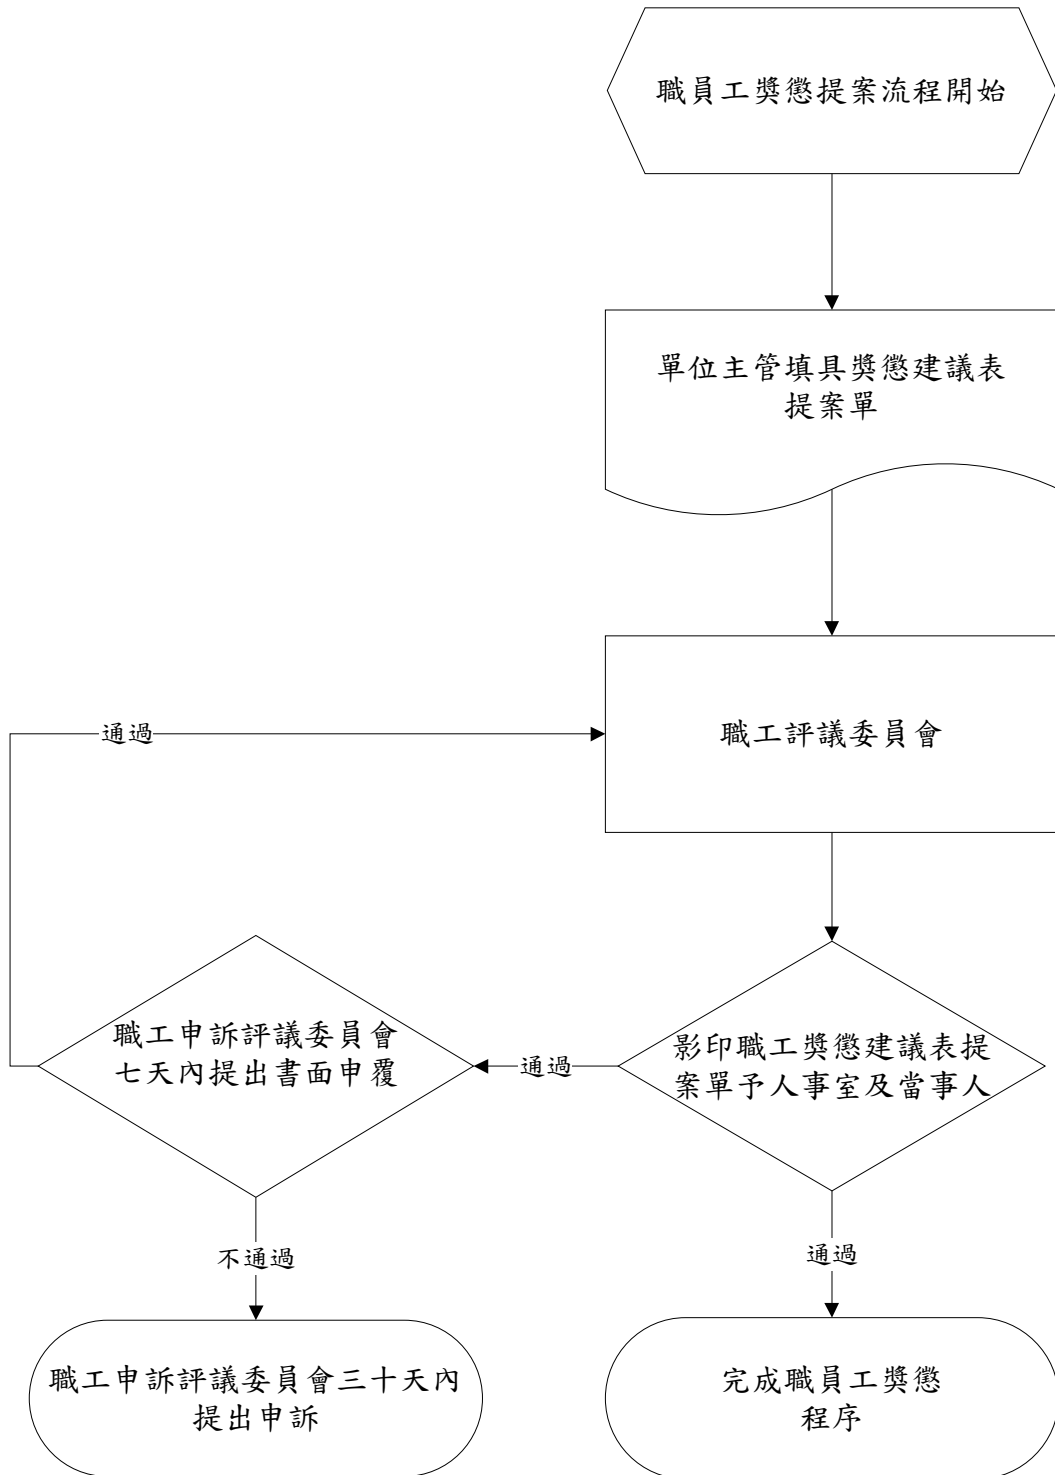 職員工獎懲提案流程開始
單位主管填具獎懲建議表
提案單
職工評議委員會
通過
影印職工獎懲建議表提
案單予人事室及當事人
通過
職工申訴評議委員會
七天內提出書面申覆
不通過
通過
職工申訴評議委員會三十天內
提出申訴
完成職員工獎懲
程序